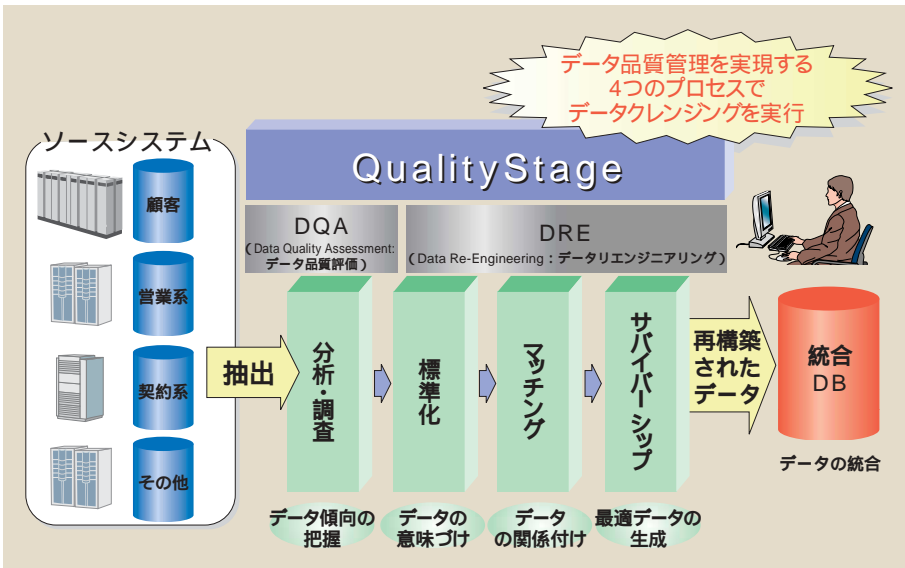 データ品質管理を実現する
4つのプロセスで
データクレンジングを実行
ソースシステム
顧客
営業系
契約系
その他
QualityStage
DQA
(Data Quality Assessment:
データ品質評価)
DRE
(Data Re-Engineering:データリエンジニアリング)
抽出
分析・調査
標準化
マッチング
サバイバーシップ
再構築
された
データ
統合
DB
データの統合
データ傾向の
把握
データの
意味づけ
データ
の関係付け
最適データの
生成